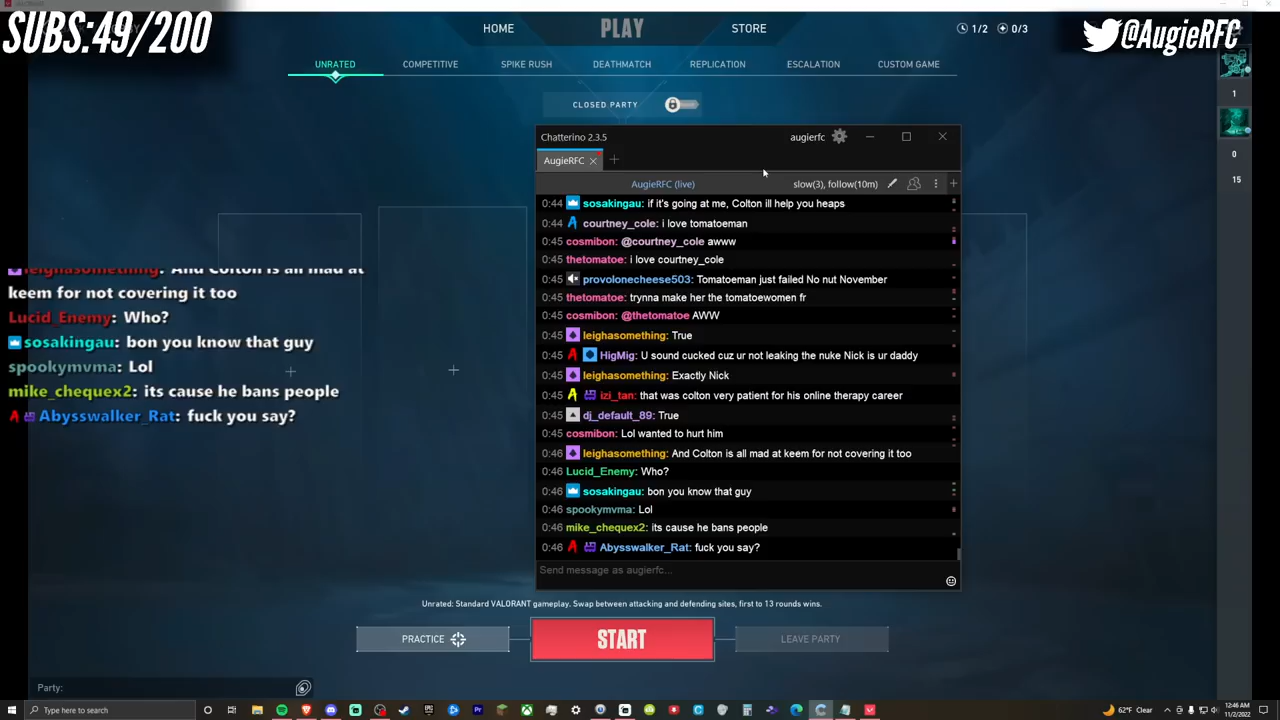 SUBS:49/200
HOME
PLAY
STORE
1/2
0/3
@AugieRFC
UNRATED
COMPETITIVE
SPIKE RUSH
DEATHMATCH
REPLICATION
ESCALATION
CUSTOM GAME
CLOSED PARTY
1
0
15
Chatterino 2.3.5
augierfc
AugieRFC
AugieRFC (live)
slow(3), follow(10m)
0:44 sosakingau: if it's going at me, Colton ill help you heaps
0:44 courtney_cole: i love tomatoeman
0:45 cosmibon: @courtney_cole awww
0:45 thetomatoe: i love courtney_cole
0:45 provolonecheese503: Tomatoeman just failed No nut November
0:45 thetomatoe: trynna make her the tomatoewomen fr
0:45 cosmibon: @thetomatoe AWW
0:45 leighasomething: True
0:45 HigMig: U sound cucked cuz ur not leaking the nuke Nick is ur daddy
0:45 leighasomething: Exactly Nick
0:45 izi_tan: that was colton very patient for his online therapy career
0:45 dj_default_89: True
0:45 cosmibon: Lol wanted to hurt him
0:46 leighasomething: And Colton is all mad at keem for not covering it too
0:46 Lucid_Enemy: Who?
0:46 sosakingau: bon you know that guy
0:46 spookymvma: Lol
0:46 mike_chequex2: its cause he bans people
0:46 Abysswalker_Rat: fuck you say?
Send message as augierfc...
leighasomething: And Colton is all mad at
keem for not covering it too
Lucid_Enemy: Who?
sosakingau: bon you know that guy
spookymvma: Lol
mike_chequex2: its cause he bans people
Abysswalker_Rat: fuck you say?
Unrated: Standard VALORANT gameplay. Swap between attacking and defending sites, first to 13 rounds wins.
PRACTICE
START
LEAVE PARTY
Party:
Type here to search
62°F Clear
12:46 AM
11/2/2022